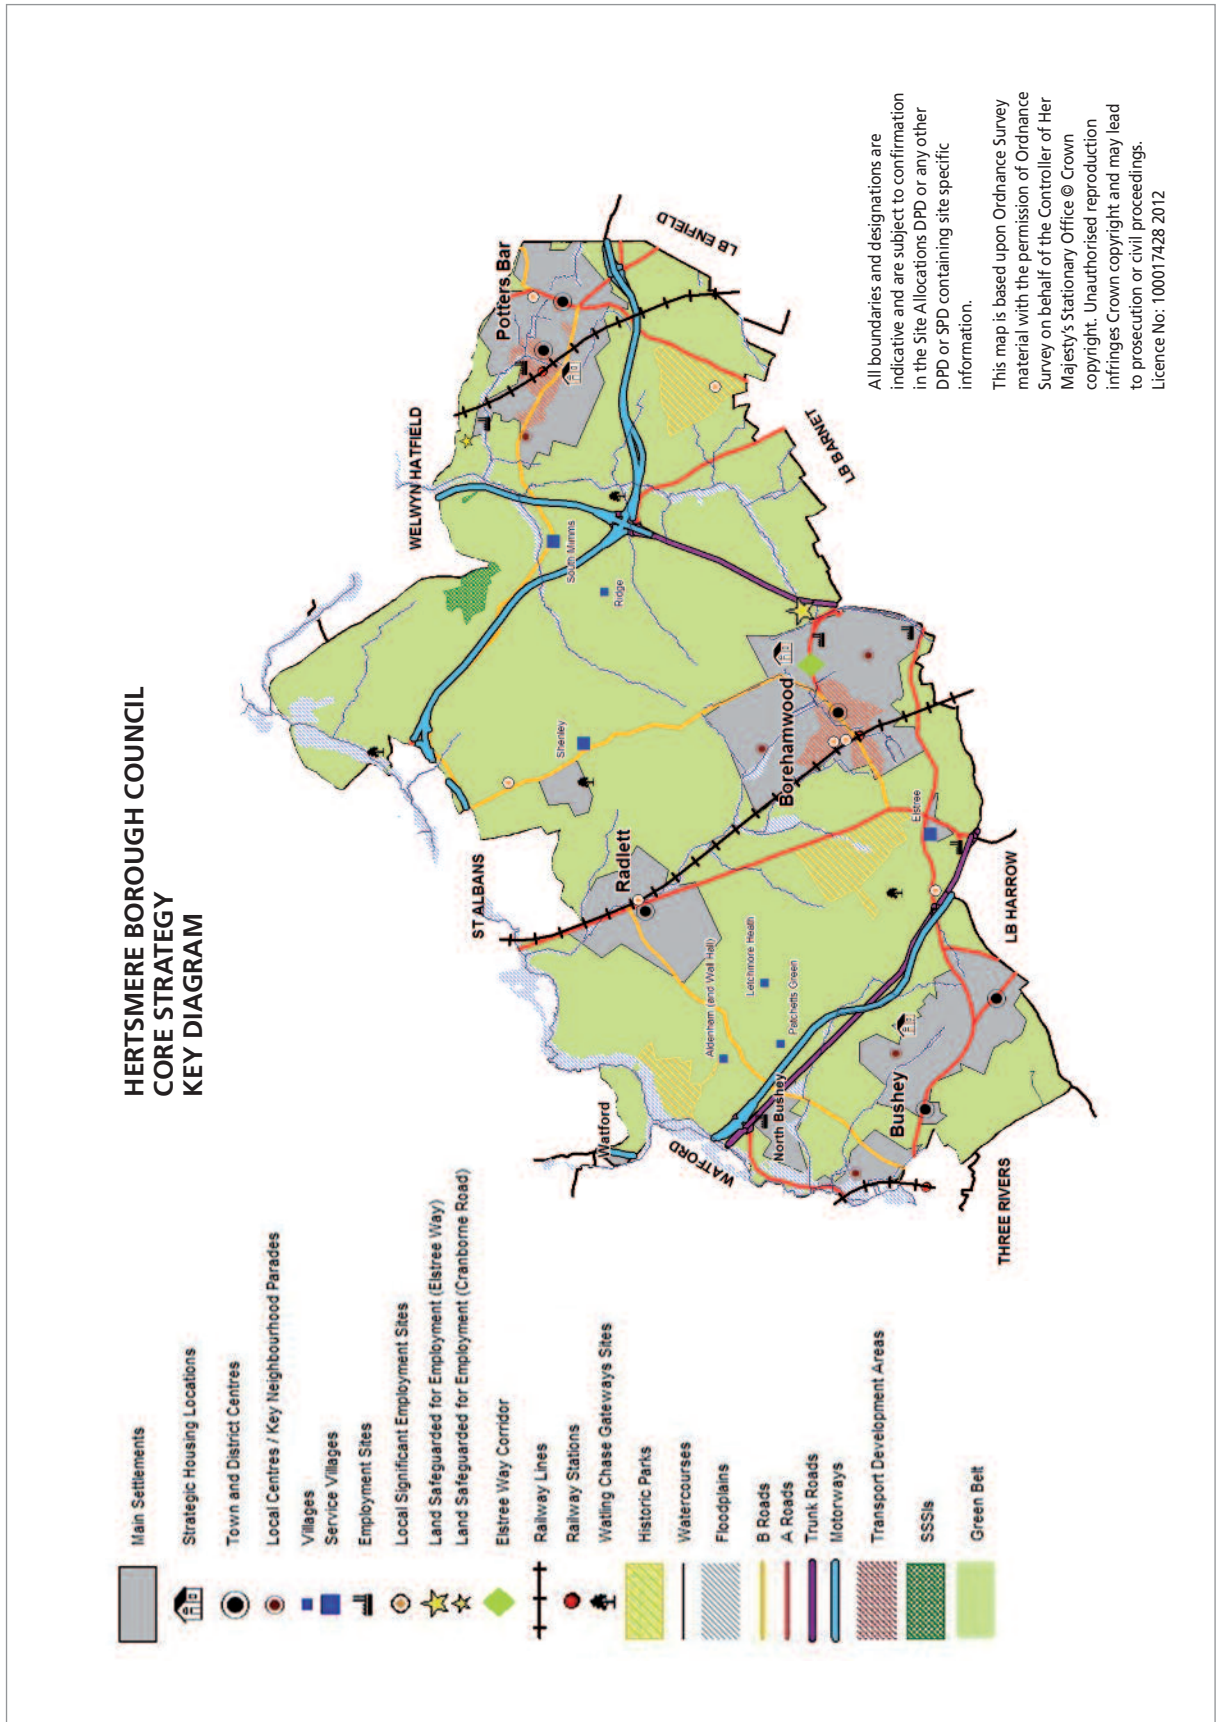 HERTSMERE BOROUGH COUNCIL
CORE STRATEGY
KEY DIAGRAM
Main Settlements
Strategic Housing Locations
Town and District Centres
Local Centres / Key Neighbourhood Parades
Villages
Service Villages
Employment Sites
Local Significant Employment Sites
Land Safeguarded for Employment (Elstree Way)
Land Safeguarded for Employment (Cranborne Road)
Elstree Way Corridor
Railway Lines
Railway Stations
Watling Chase Gateways Sites
Historic Parks
Watercourses
Floodplains
B Roads
A Roads
Trunk Roads
Motorways
Transport Development Areas
SSSIs
Green Belt
WELWYN HATFIELD
Potters Bar
LB ENFIELD
ST ALBANS
South Mimms
Ridge
Shenley
LB BARNET
Radlett
Borehamwood
Watford
Aldenham (and Wall Hall)
Letchmore Heath
Patchetts Green
Elstree
WATFORD
North Bushey
Bushey
LB HARROW
THREE RIVERS
All boundaries and designations are
indicative and are subject to confirmation
in the Site Allocations DPD or any other
DPD or SPD containing site specific
information.
This map is based upon Ordnance Survey
material with the permission of Ordnance
Survey on behalf of the Controller of Her
Majesty's Stationary Office © Crown
copyright. Unauthorised reproduction
infringes Crown copyright and may lead
to prosecution or civil proceedings.
Licence No: 100017428 2012